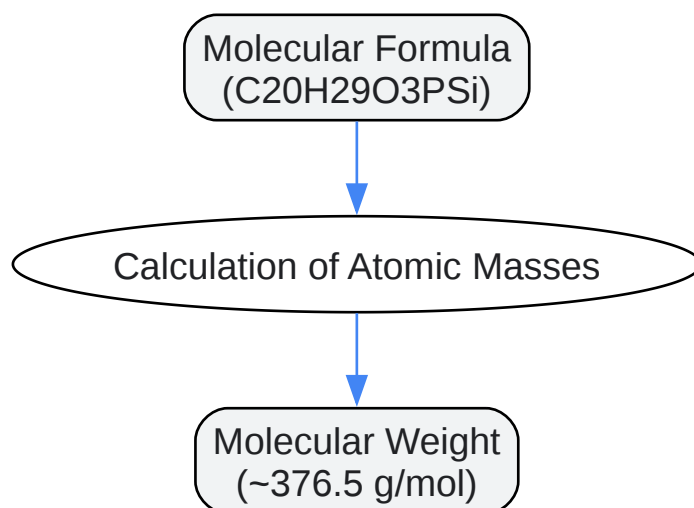 Molecular Formula
(C20H29O3PSi)
Calculation of Atomic Masses
Molecular Weight
(~376.5 g/mol)